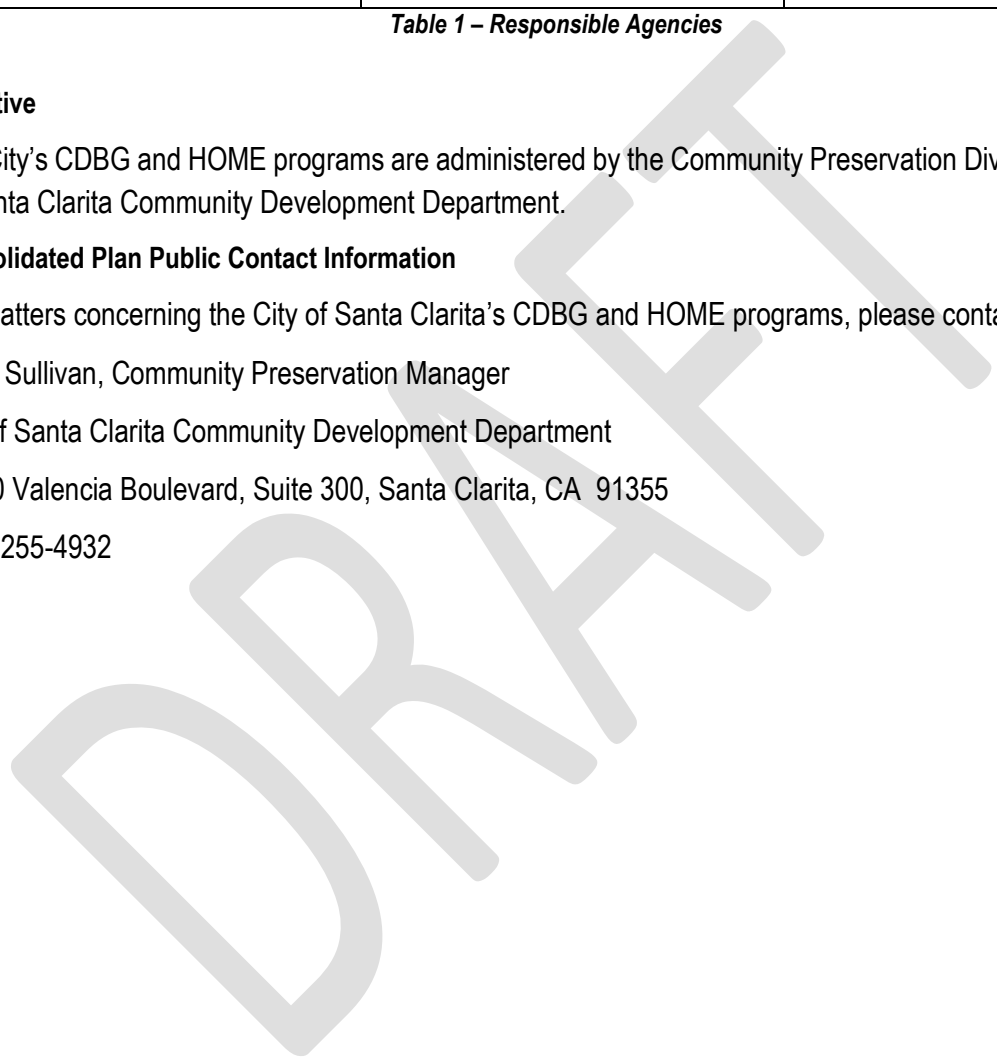 Table 1 – Responsible Agencies
tive
City’s CDBG and HOME programs are administered by the Community Preservation Div
nta Clarita Community Development Department.
olidated Plan Public Contact Information
atters concerning the City of Santa Clarita’s CDBG and HOME programs, please conta
Sullivan, Community Preservation Manager
f Santa Clarita Community Development Department
0 Valencia Boulevard, Suite 300, Santa Clarita, CA 91355
255-4932
DRAFT